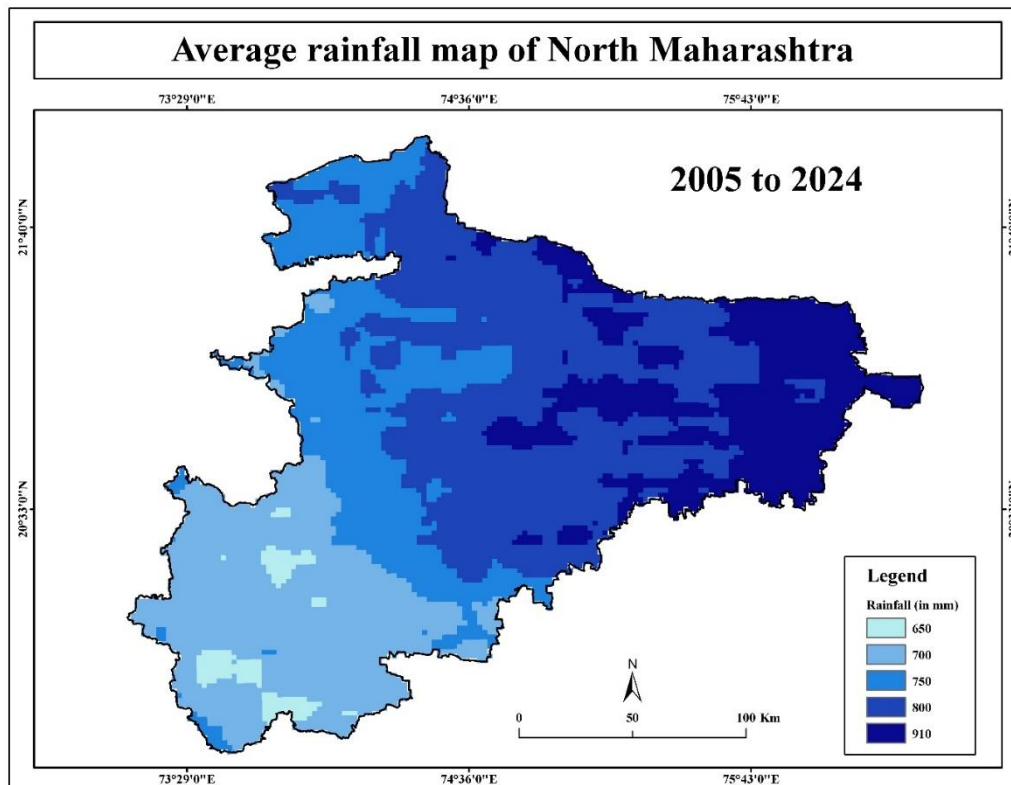 Average rainfall map of North Maharashtra
73°29'0"E 74°36'0"E 75°43'0"E
2005 to 2024
21°40'0"N
20°33'0"N
Legend
Rainfall (in mm)
650
700
750
800
910
N
0 50 100 Km
73°29'0"E 74°36'0"E 75°43'0"E